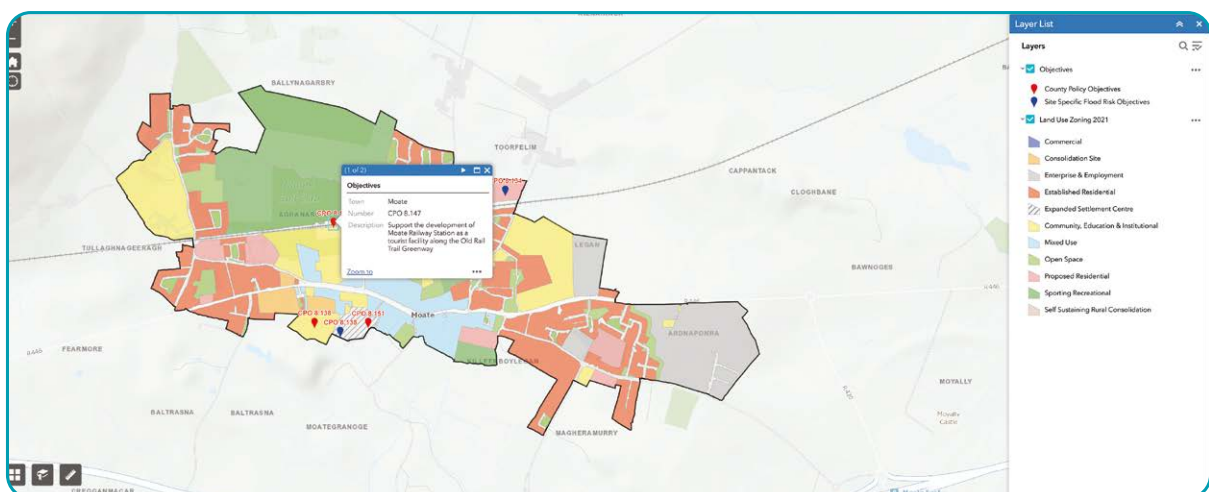 Layer List
Layers
Objectives
County Policy Objectives
Site Specific Flood Risk Objectives
Land Use Zoning 2021
Commercial
Consolidation Site
Enterprise & Employment
Established Residential
Expanded Settlement Centre
Community, Education & Institutional
Mixed Use
Open Space
Proposed Residential
Sporting Recreational
Self Sustaining Rural Consolidation
BALLYNAGARBRY
TOORFELIM
CAPPANTACK
CLOGHBANE
(1 of 2)
Objectives
Town Moate
Number CPO 8.147
Description Support the development of
Moate Railway Station as a
tourist facility along the Old Rail
Trail Greenway
Zoom to
TULLAGHNAGEERAGH
LEGAN
BAWNOGES
CPO 8.151
Moate
ARDNAPONRA
FEARMORE
MOYALLY
BALTRASNA
BALTRASNA
MOATEGRANOGE
MAGHERAMURRY
Moyally
Castle